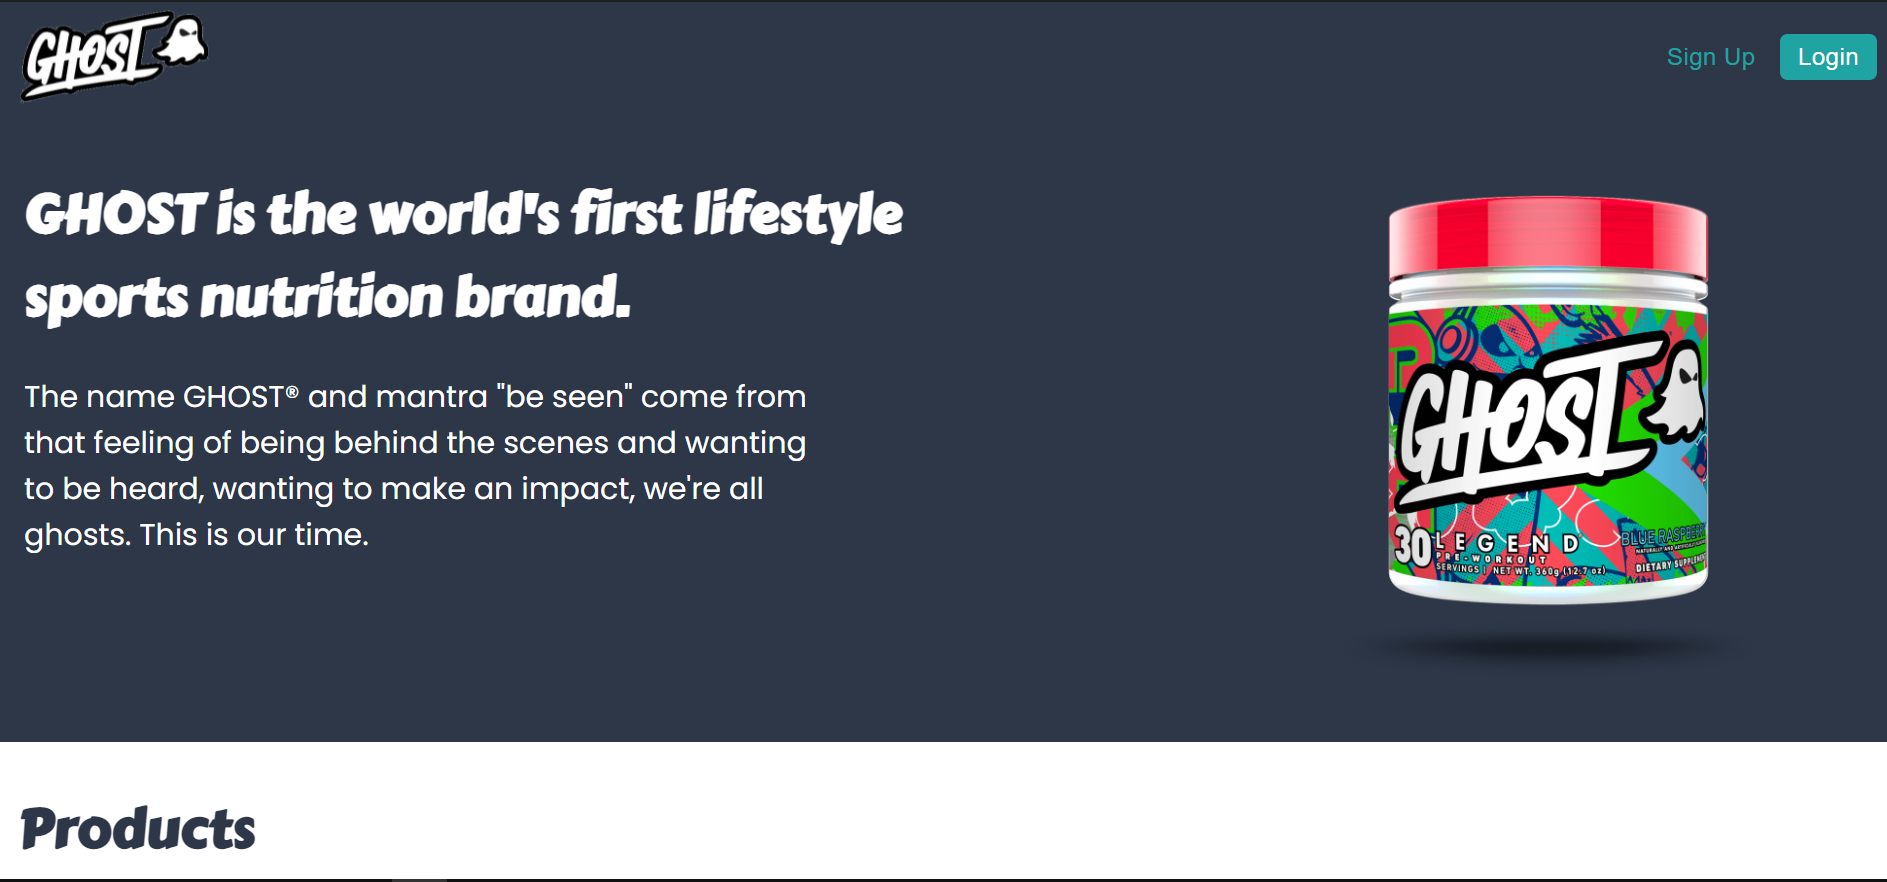 GHOST
Sign Up
Login
GHOST is the world's first lifestyle
sports nutrition brand.
The name GHOST® and mantra "be seen" come from
that feeling of being behind the scenes and wanting
to be heard, wanting to make an impact, we're all
ghosts. This is our time.
GHOST
30
LEGEND
PRE-WORKOUT
SERVINGS | NET WT. 360g (12.7 oz)
BLUE
NATURALLY AND
DIETARY
Products